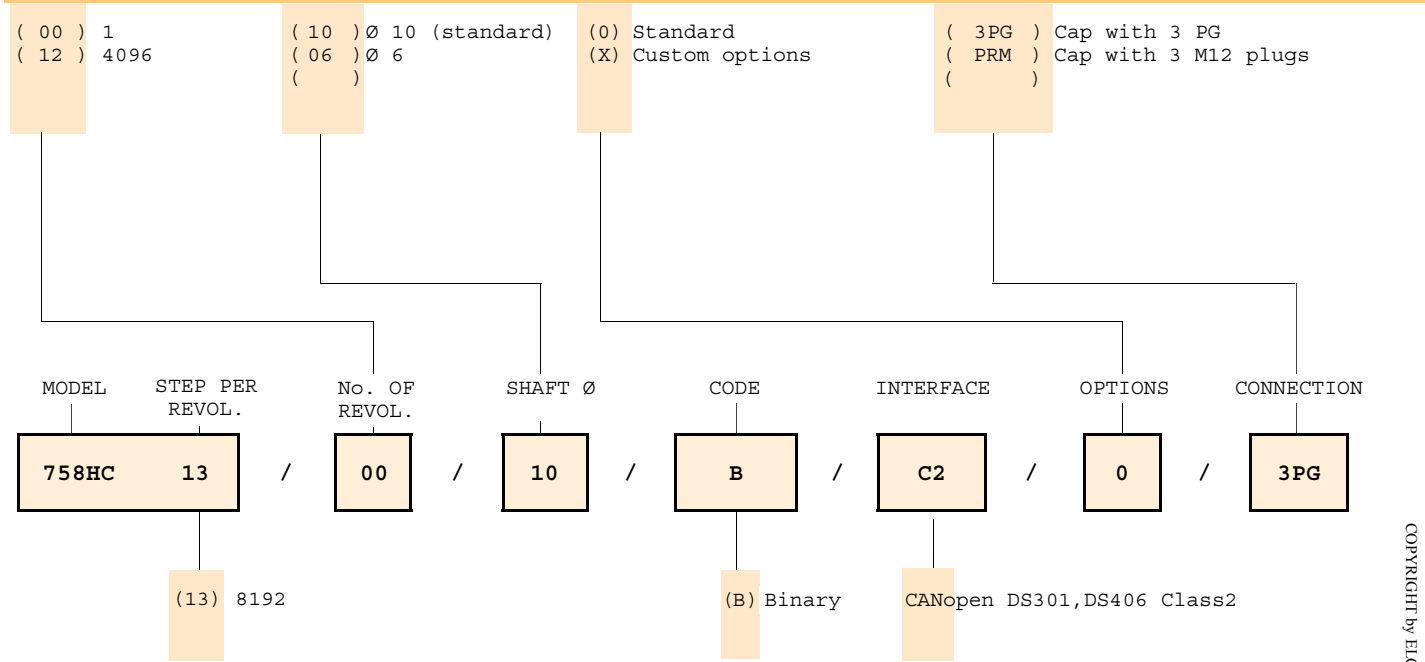 ( 00 ) 1 ( 10 )Ø 10 (standard) (0) Standard ( 3PG ) Cap with 3 PG
( 12 ) 4096 ( 06 )Ø 6 (X) Custom options ( PRM ) Cap with 3 M12 plugs
( ) ( )
MODEL STEP PER No. OF SHAFT Ø CODE INTERFACE OPTIONS CONNECTION
REVOL. REVOL.
758HC 13 / 00 / 10 / B / C2 / 0 / 3PG
(13) 8192 (B) Binary CANopen DS301,DS406 Class2
COPYRIGHT by